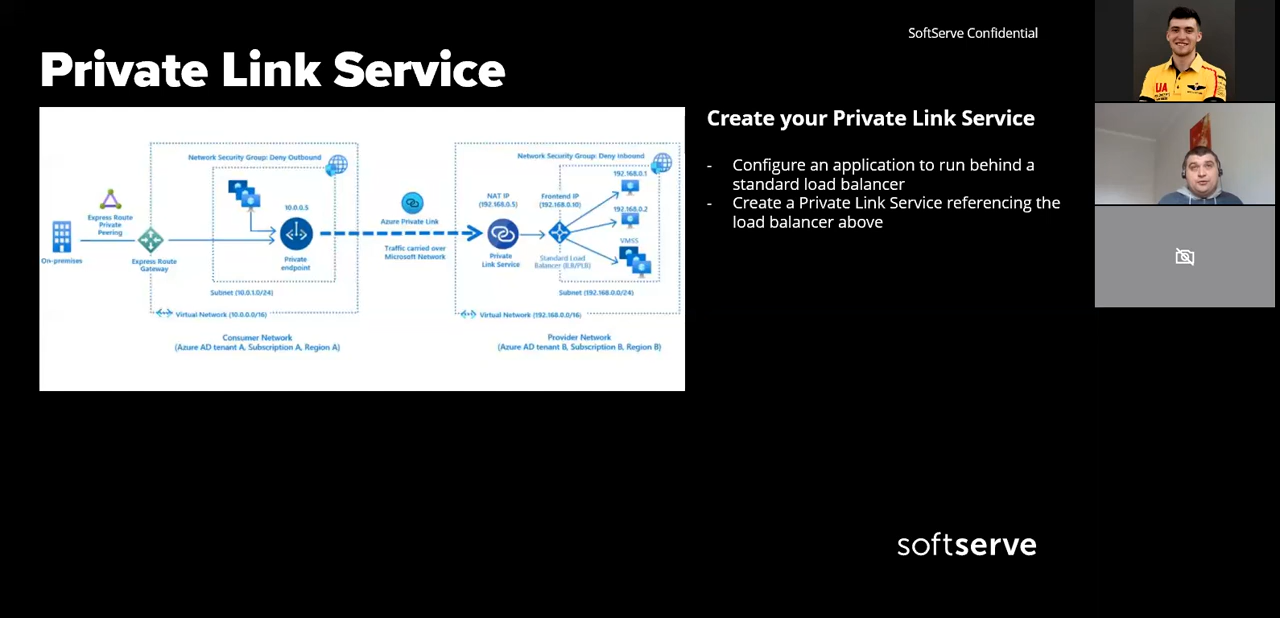 SoftServe Confidential
Private Link Service
Create your Private Link Service
- Configure an application to run behind a
standard load balancer
- Create a Private Link Service referencing the
load balancer above
Network Security Group: Deny Outbound
Network Security Group: Deny Inbound
192.168.0.1
Express Route
Private
Peering
10.0.0.5
Azure Private Link
NAT IP
(192.168.0.5)
Frontend IP
(192.168.0.10)
192.168.0.2
VMSS
On-premises
Express Route
Gateway
Private
endpoint
Traffic carried over
Microsoft Network
Private
Link Service
Standard Load
Balancer (ILB/PLR)
Subnet (10.0.1.0/24)
Subnet (192.168.0.0/24)
Virtual Network (10.0.0.0/16)
Virtual Network (192.168.0.0/16)
Consumer Network
(Azure AD tenant A, Subscription A, Region A)
Provider Network
(Azure AD tenant B, Subscription B, Region B)
UA
softserve